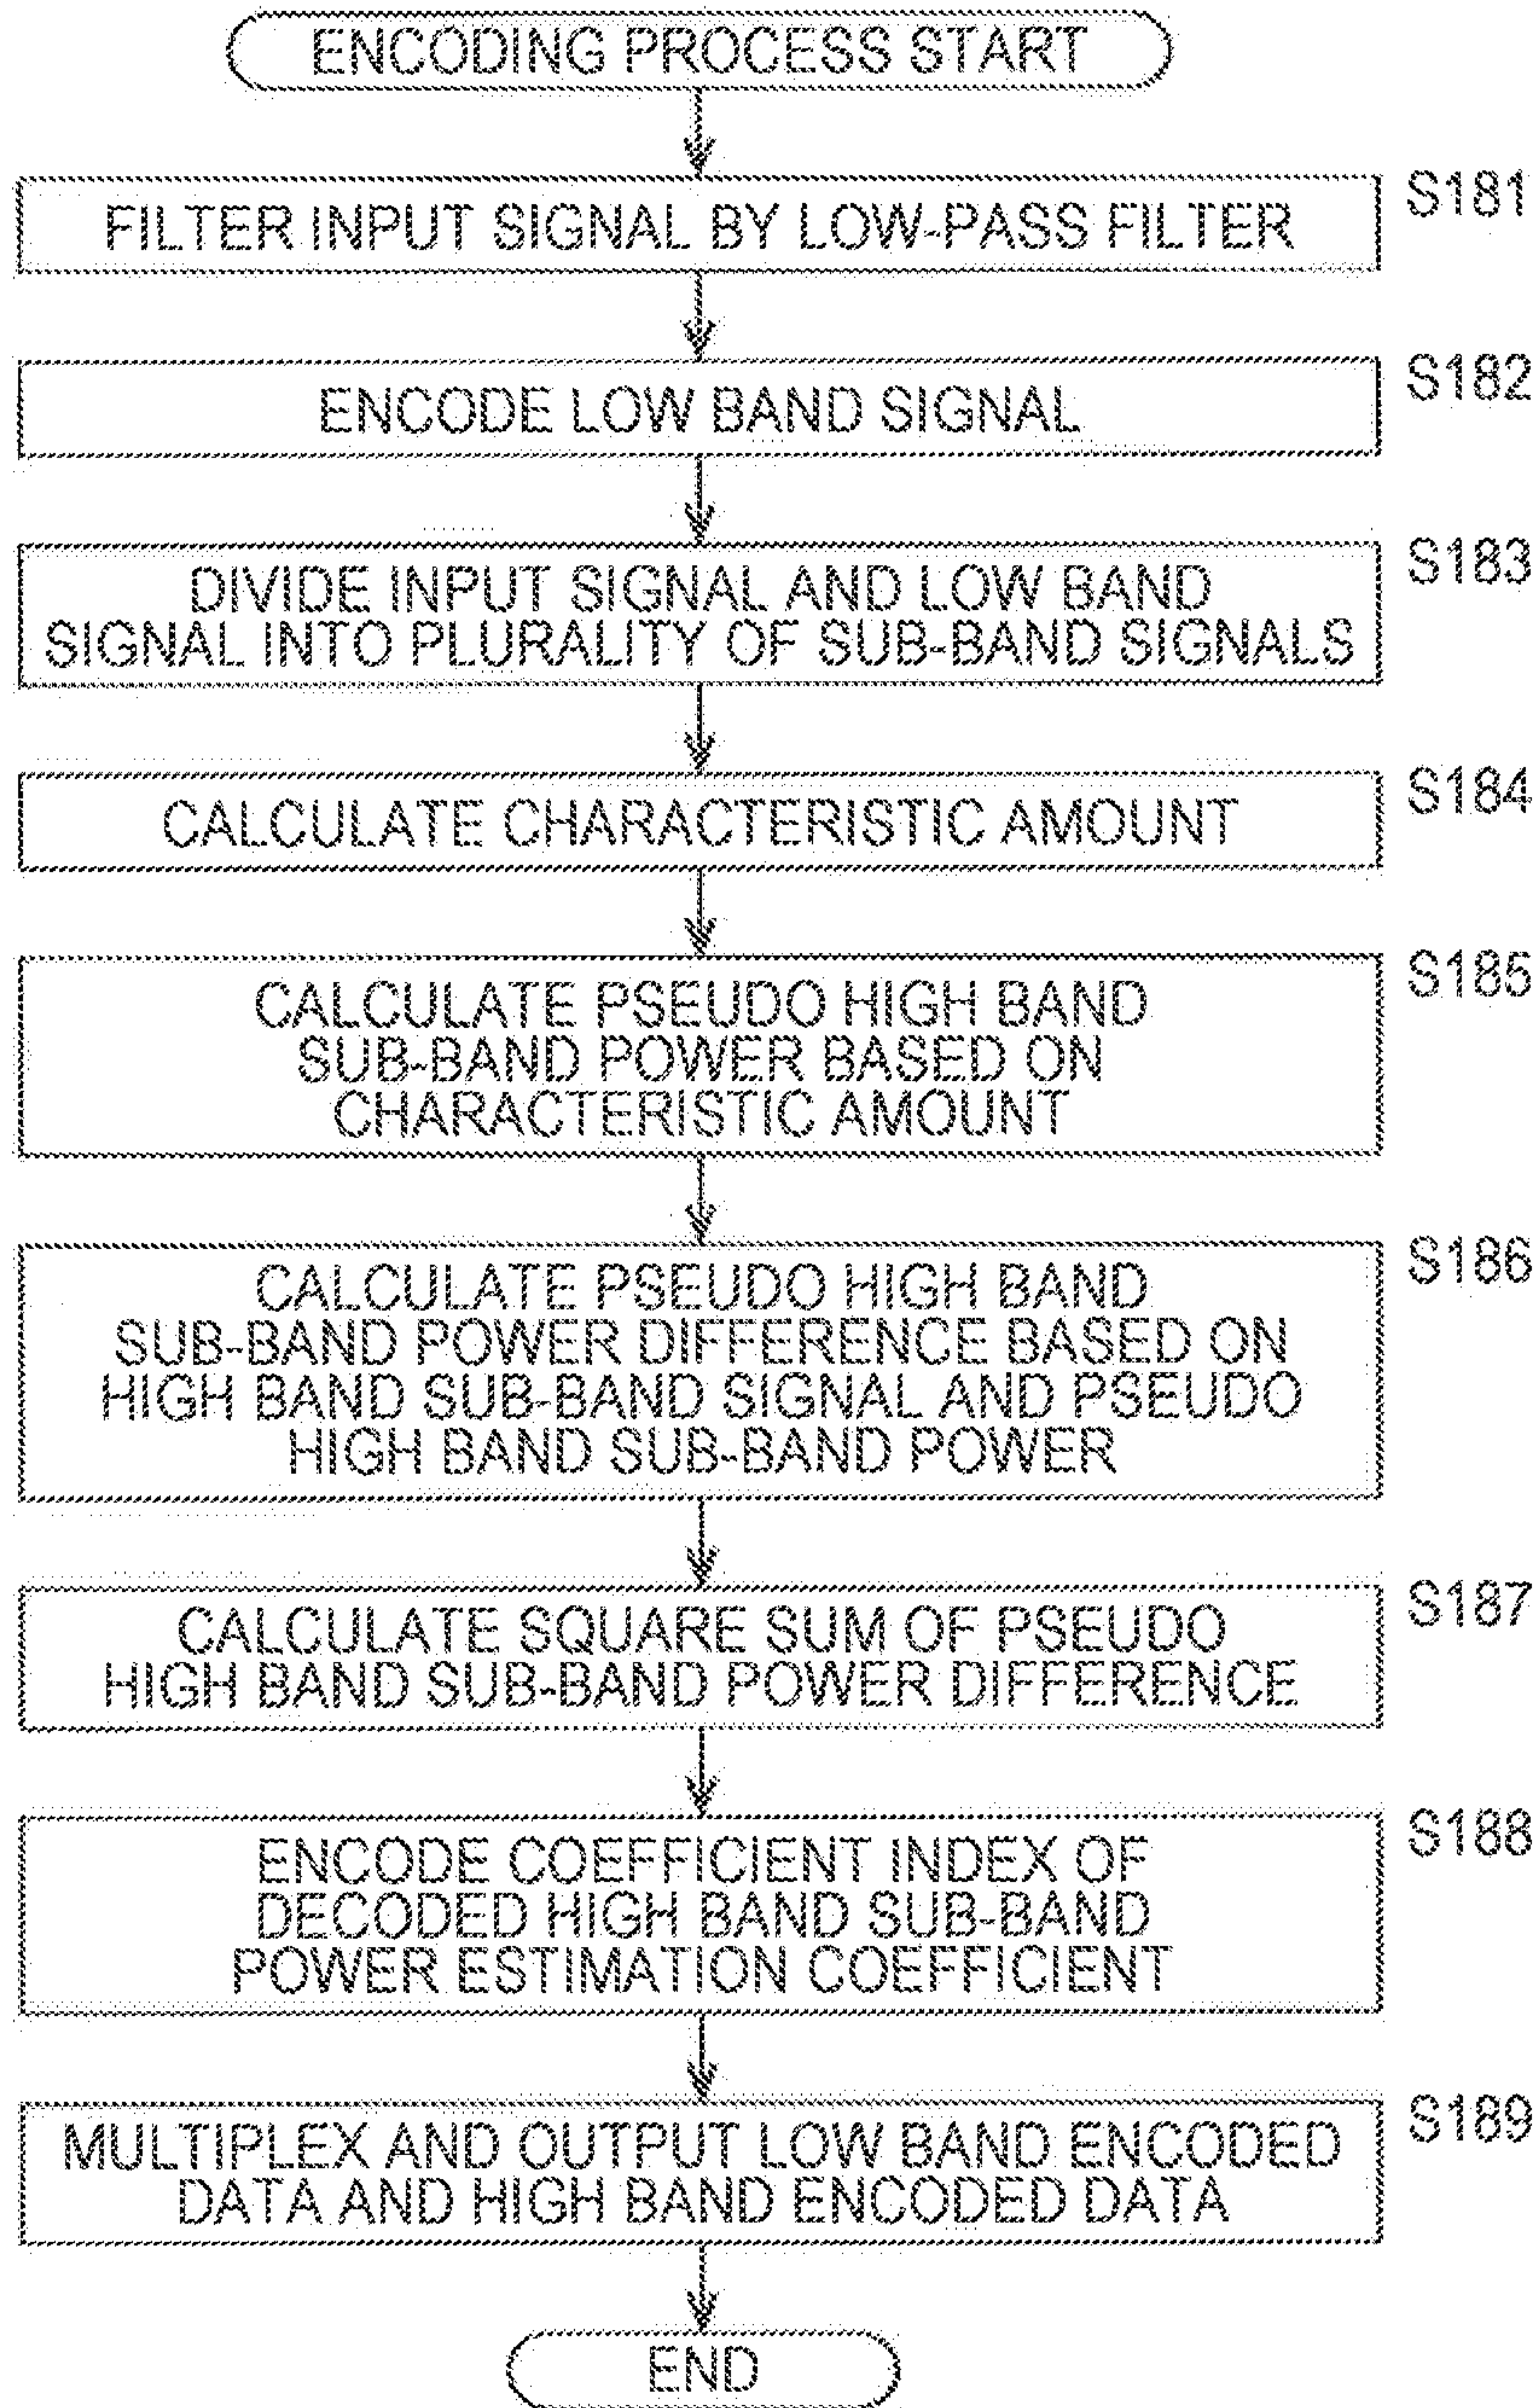 ENCODING PROCESS START
FILTER INPUT SIGNAL BY LOW-PASS FILTER
S181
ENCODE LOW BAND SIGNAL
S182
DIVIDE INPUT SIGNAL AND LOW BAND
SIGNAL INTO PLURALITY OF SUB-BAND SIGNALS
S183
CALCULATE CHARACTERISTIC AMOUNT
S184
CALCULATE PSEUDO HIGH BAND
SUB-BAND POWER BASED ON
CHARACTERISTIC AMOUNT
S185
CALCULATE PSEUDO HIGH BAND
SUB-BAND POWER DIFFERENCE BASED ON
HIGH BAND SUB-BAND SIGNAL AND PSEUDO
HIGH BAND SUB-BAND POWER
S186
CALCULATE SQUARE SUM OF PSEUDO
HIGH BAND SUB-BAND POWER DIFFERENCE
S187
ENCODE COEFFICIENT INDEX OF
DECODED HIGH BAND SUB-BAND
POWER ESTIMATION COEFFICIENT
S188
MULTIPLEX AND OUTPUT LOW BAND ENCODED
DATA AND HIGH BAND ENCODED DATA
S189
END